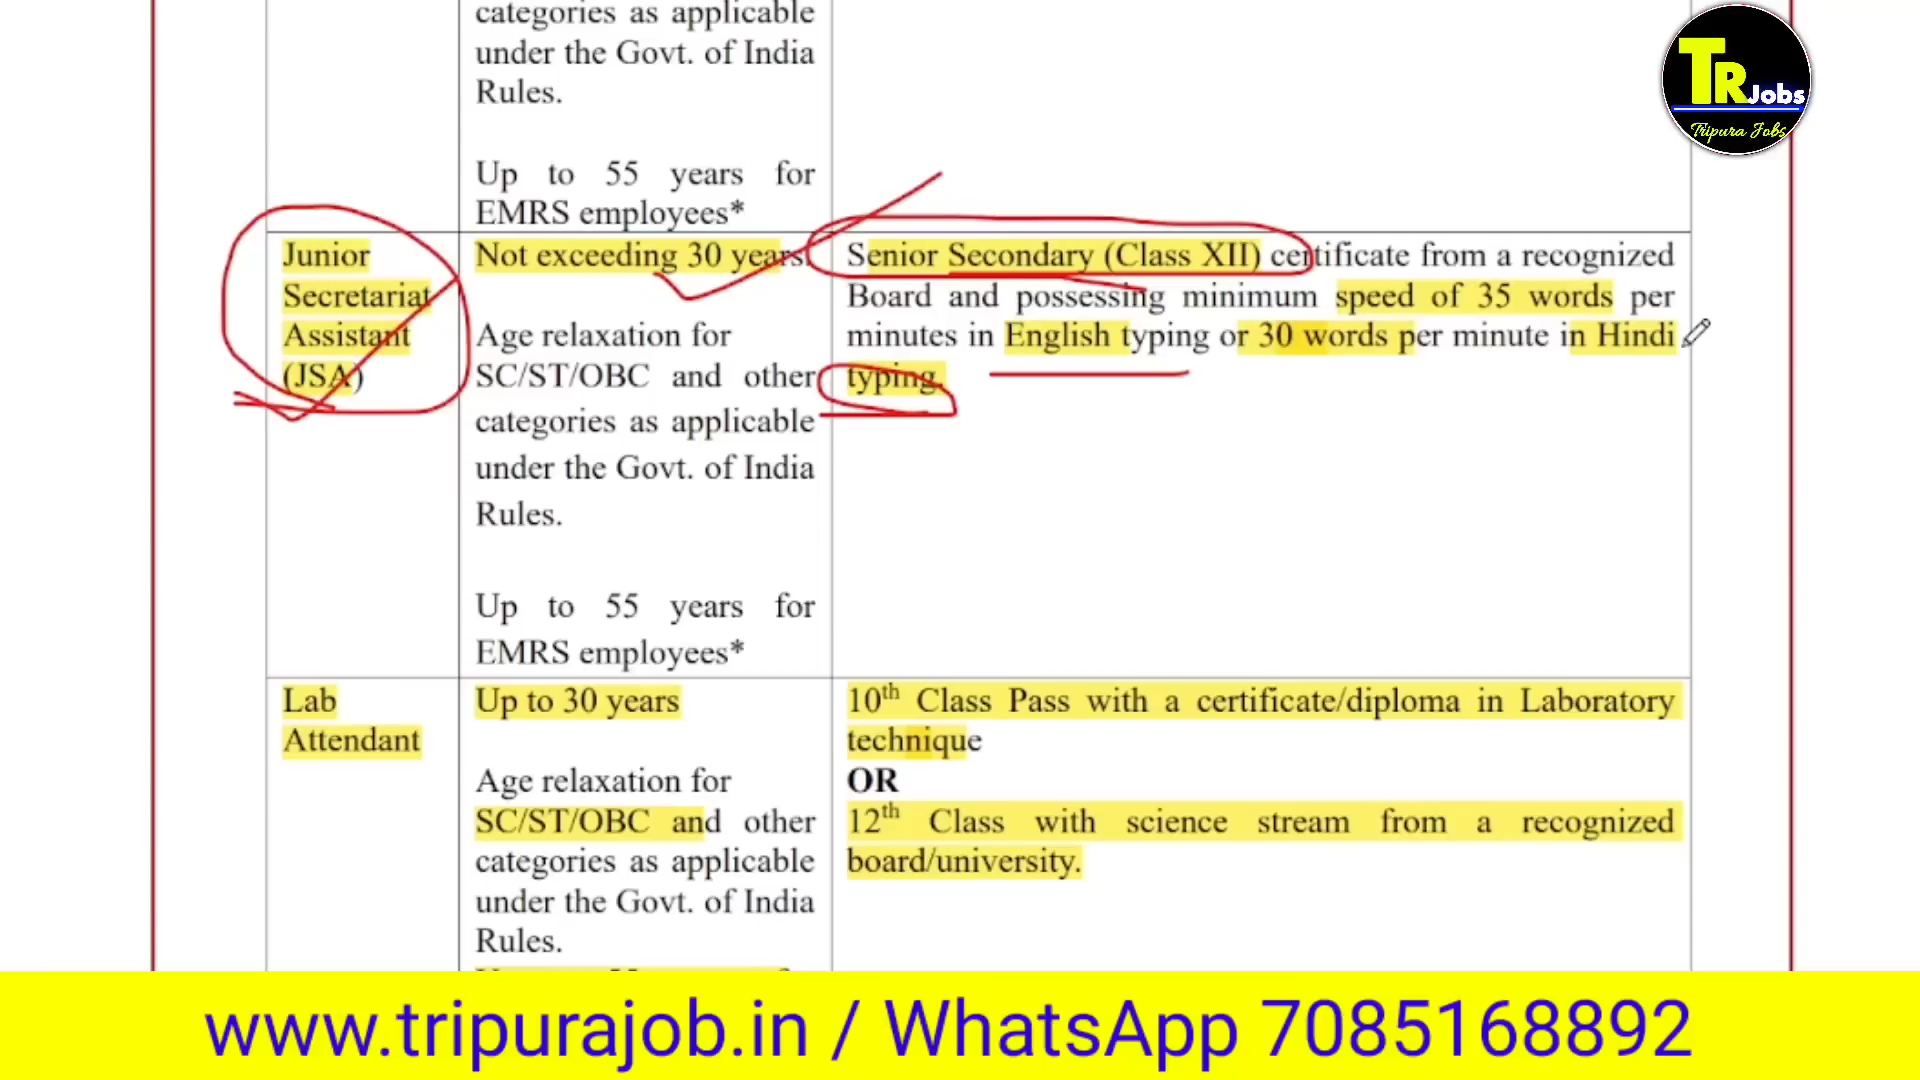 categories as applicable
under the Govt. of India
Rules.
Up to 55 years for
EMRS employees*
TR Jobs
Tripura Jobs
Junior
Secretariat
Assistant
(JSA)
Not exceeding 30 years.
Age relaxation for
SC/ST/OBC and other
categories as applicable
under the Govt. of India
Rules.
Up to 55 years for
EMRS employees*
Senior Secondary (Class XII) certificate from a recognized
Board and possessing minimum speed of 35 words per
minutes in English typing or 30 words per minute in Hindi
typing.
Lab
Attendant
Up to 30 years
Age relaxation for
SC/ST/OBC and other
categories as applicable
under the Govt. of India
Rules.
10th Class Pass with a certificate/diploma in Laboratory
technique
OR
12th Class with science stream from a recognized
board/university.
www.tripurajob.in / WhatsApp 7085168892